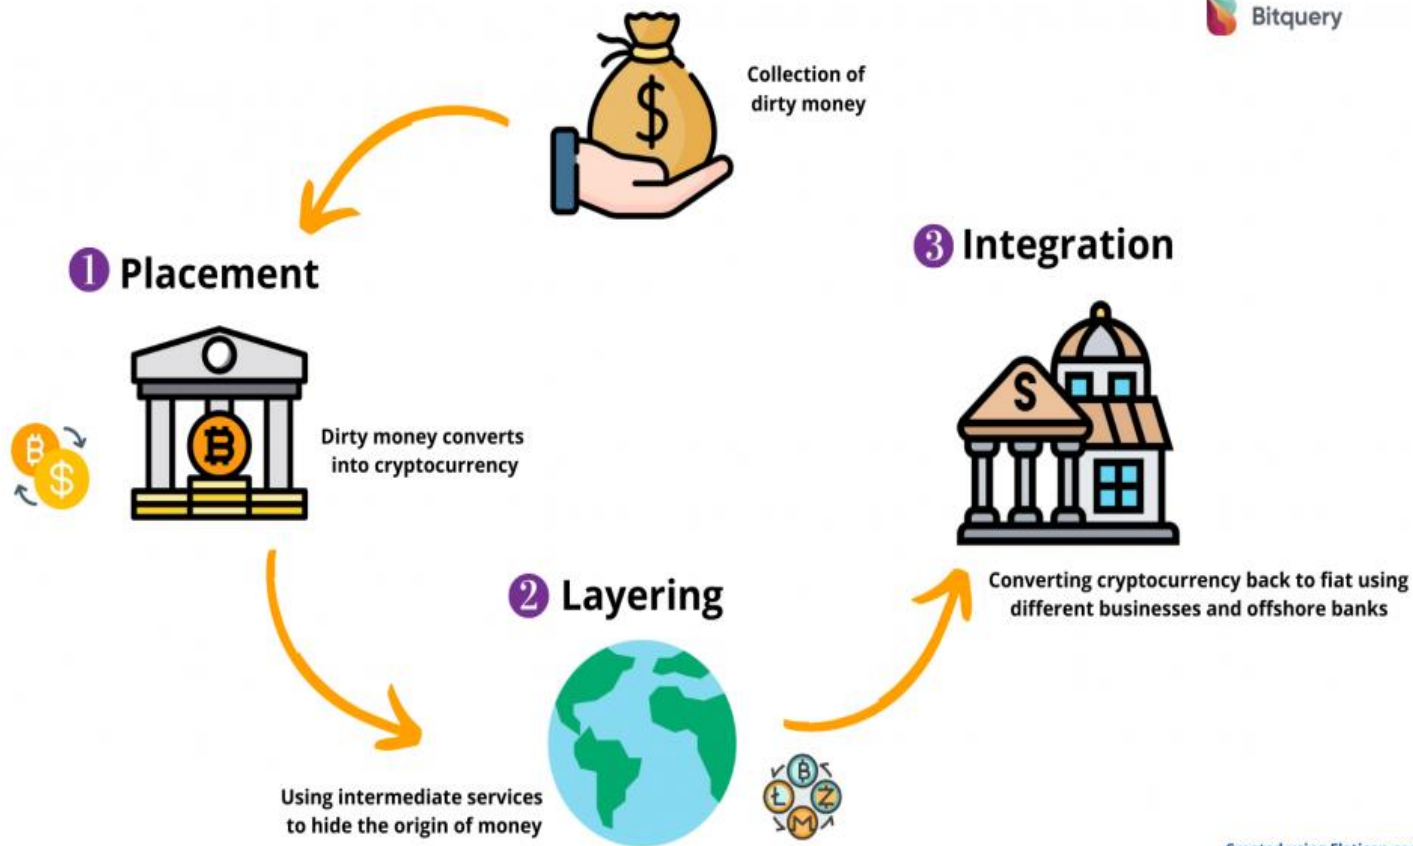 Bitquery
Collection of
dirty money
1 Placement
Dirty money converts
into cryptocurrency
2 Layering
Using intermediate services
to hide the origin of money
3 Integration
Converting cryptocurrency back to fiat using
different businesses and offshore banks